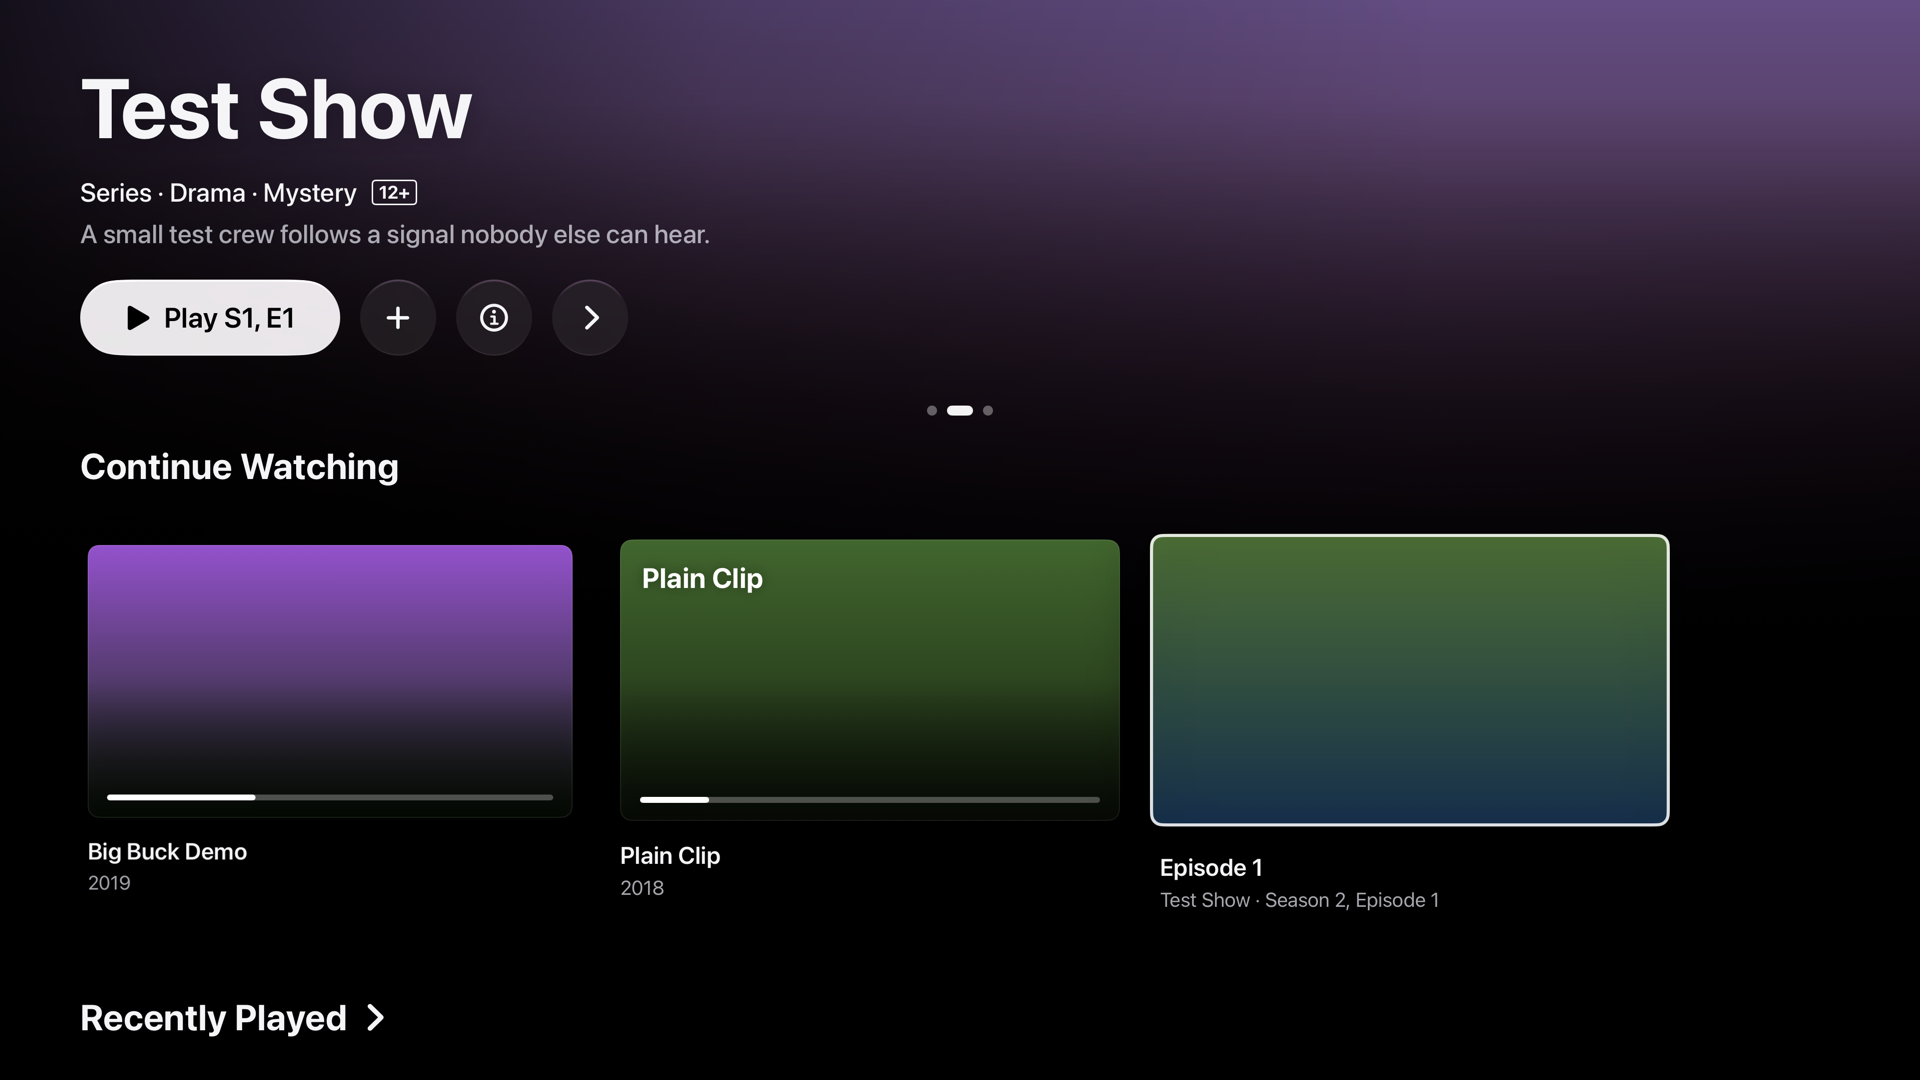 Test Show
Series · Drama · Mystery 12+
A small test crew follows a signal nobody else can hear.
Play S1, E1
Continue Watching
Plain Clip
Big Buck Demo
2019
Plain Clip
2018
Episode 1
Test Show · Season 2, Episode 1
Recently Played